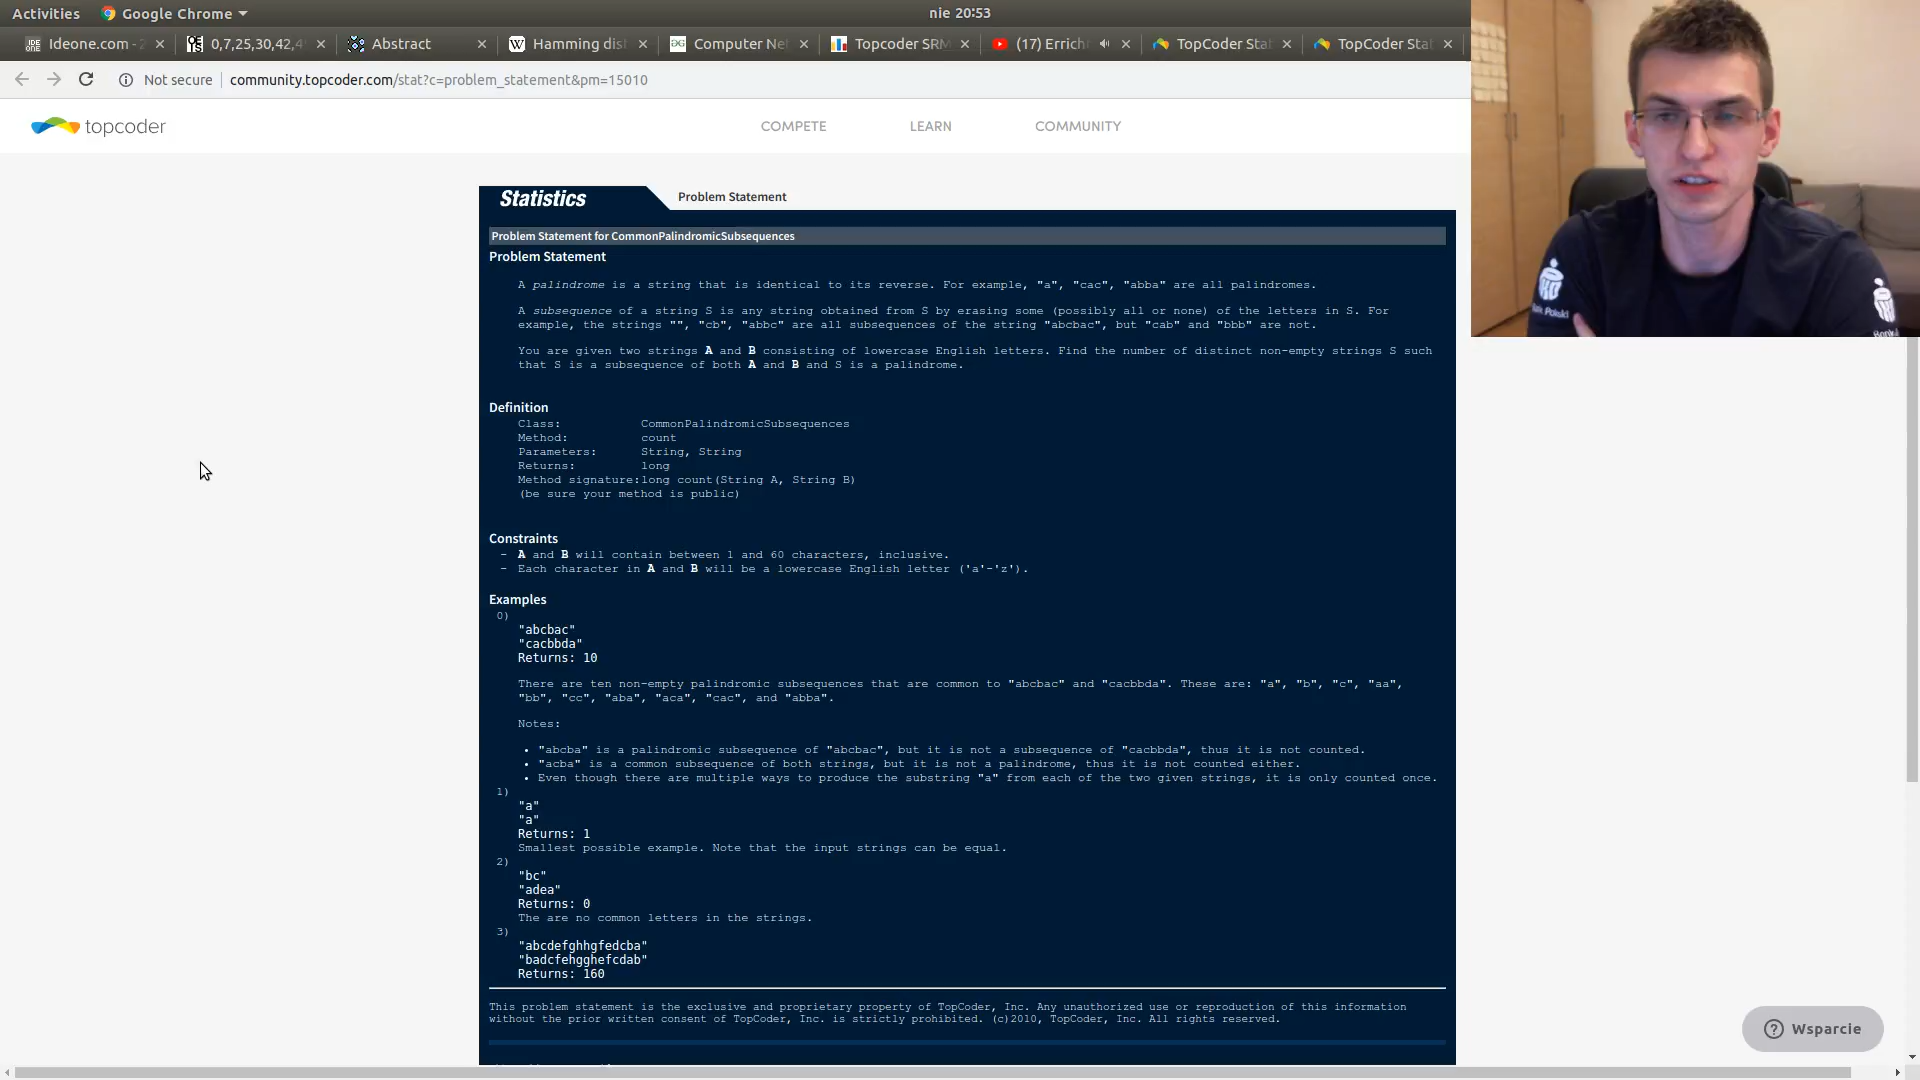 Activities
Google Chrome
nie 20:53
Ideone.com - 2
0,7,25,30,42,4
Abstract
Hamming dis
Computer Net
Topcoder SRM
(17) Errich
TopCoder Stat
TopCoder Stat
Not secure
community.topcoder.com/stat?c=problem_statement&pm=15010
topcoder
COMPETE
LEARN
COMMUNITY
Statistics
Problem Statement
Problem Statement for CommonPalindromicSubsequences
Problem Statement
A palindrome is a string that is identical to its reverse. For example, "a", "cac", "abba" are all palindromes.
A subsequence of a string S is any string obtained from S by erasing some (possibly all or none) of the letters in S. For
example, the strings "", "cb", "abbc" are all subsequences of the string "abcbac", but "cab" and "bbb" are not.
You are given two strings A and B consisting of lowercase English letters. Find the number of distinct non-empty strings S such
that S is a subsequence of both A and B and S is a palindrome.
Definition
Class: CommonPalindromicSubsequences
Method: count
Parameters: String, String
Returns: long
Method signature: long count(String A, String B)
(be sure your method is public)
Constraints
- A and B will contain between 1 and 60 characters, inclusive.
- Each character in A and B will be a lowercase English letter ('a'-'z').
Examples
0)
"abcbac"
"cacbbda"
Returns: 10
There are ten non-empty palindromic subsequences that are common to "abcbac" and "cacbbda". These are: "a", "b", "c", "aa",
"bb", "cc", "aba", "aca", "cac", and "abba".
Notes:
• "abcba" is a palindromic subsequence of "abcbac", but it is not a subsequence of "cacbbda", thus it is not counted.
• "acba" is a common subsequence of both strings, but it is not a palindrome, thus it is not counted either.
• Even though there are multiple ways to produce the substring "a" from each of the two given strings, it is only counted once.
1)
"a"
"a"
Returns: 1
Smallest possible example. Note that the input strings can be equal.
2)
"bc"
"adea"
Returns: 0
The are no common letters in the strings.
3)
"abcdefghhgfedcba"
"badcfehgghefcdab"
Returns: 160
This problem statement is the exclusive and proprietary property of TopCoder, Inc. Any unauthorized use or reproduction of this information
without the prior written consent of TopCoder, Inc. is strictly prohibited. (c)2010, TopCoder, Inc. All rights reserved.
Wsparcie